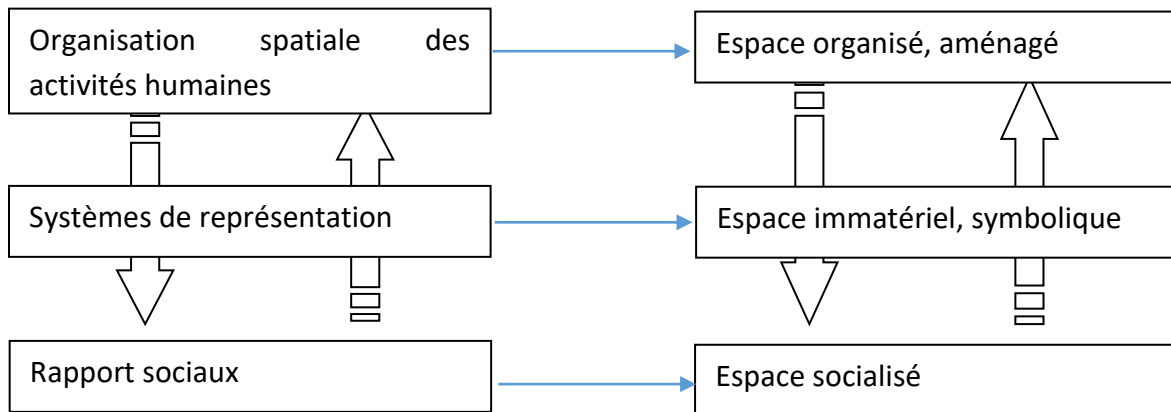 Organisation spatiale des
activités humaines
Espace organisé, aménagé
Systèmes de représentation
Espace immatériel, symbolique
Rapport sociaux
Espace socialisé